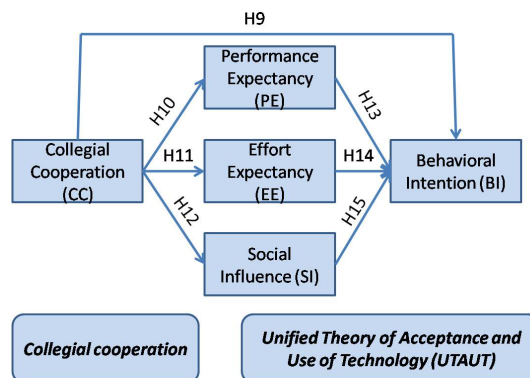 H9
Performance
Expectancy
(PE)
H10
H13
Collegial
Cooperation
(CC)
H11
Effort
Expectancy
(EE)
H14
Behavioral
Intention (BI)
H12
H15
Social
Influence (SI)
Collegial cooperation
Unified Theory of Acceptance and
Use of Technology (UTAUT)